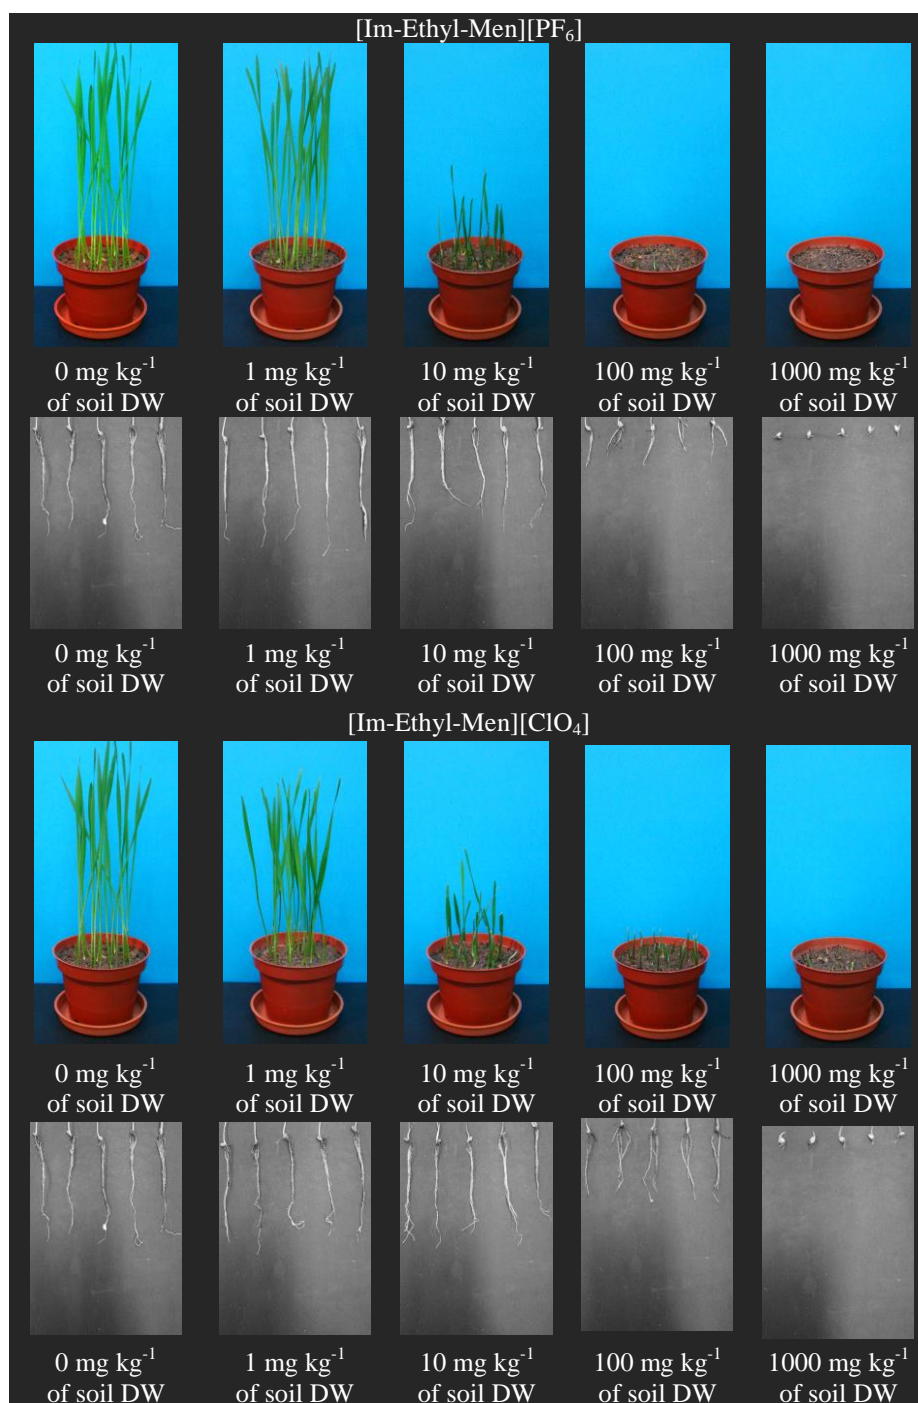 [Im-Ethyl-Men][PF₆]
0 mg kg⁻¹ 1 mg kg⁻¹ 10 mg kg⁻¹ 100 mg kg⁻¹ 1000 mg kg⁻¹
of soil DW of soil DW of soil DW of soil DW of soil DW
0 mg kg⁻¹ 1 mg kg⁻¹ 10 mg kg⁻¹ 100 mg kg⁻¹ 1000 mg kg⁻¹
of soil DW of soil DW of soil DW of soil DW of soil DW
[Im-Ethyl-Men][ClO₄]
0 mg kg⁻¹ 1 mg kg⁻¹ 10 mg kg⁻¹ 100 mg kg⁻¹ 1000 mg kg⁻¹
of soil DW of soil DW of soil DW of soil DW of soil DW
0 mg kg⁻¹ 1 mg kg⁻¹ 10 mg kg⁻¹ 100 mg kg⁻¹ 1000 mg kg⁻¹
of soil DW of soil DW of soil DW of soil DW of soil DW